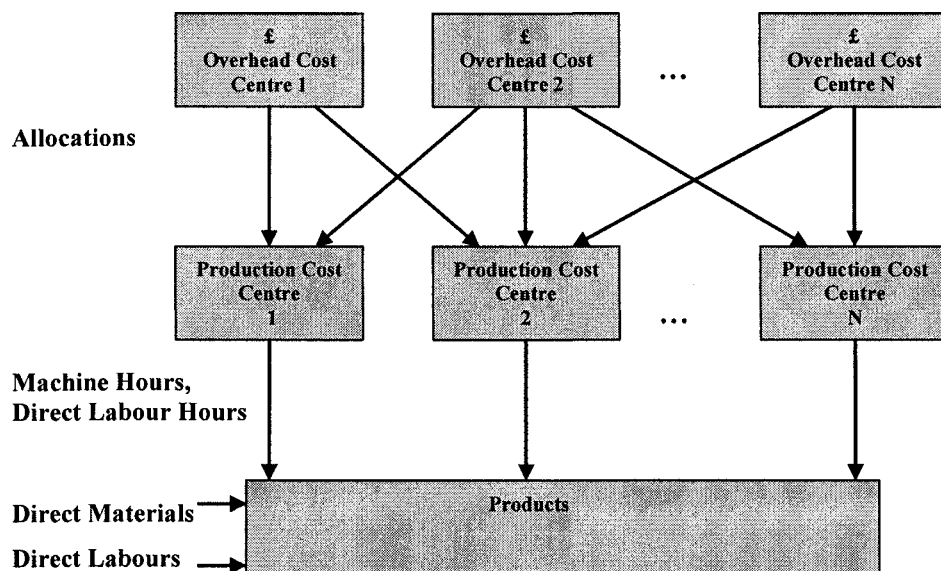 £
Overhead Cost
Centre 1
£
Overhead Cost
Centre 2
...
£
Overhead Cost
Centre N
Allocations
Production Cost
Centre
1
Production Cost
Centre
2
...
Production Cost
Centre
N
Machine Hours,
Direct Labour Hours
Products
Direct Materials
Direct Labours